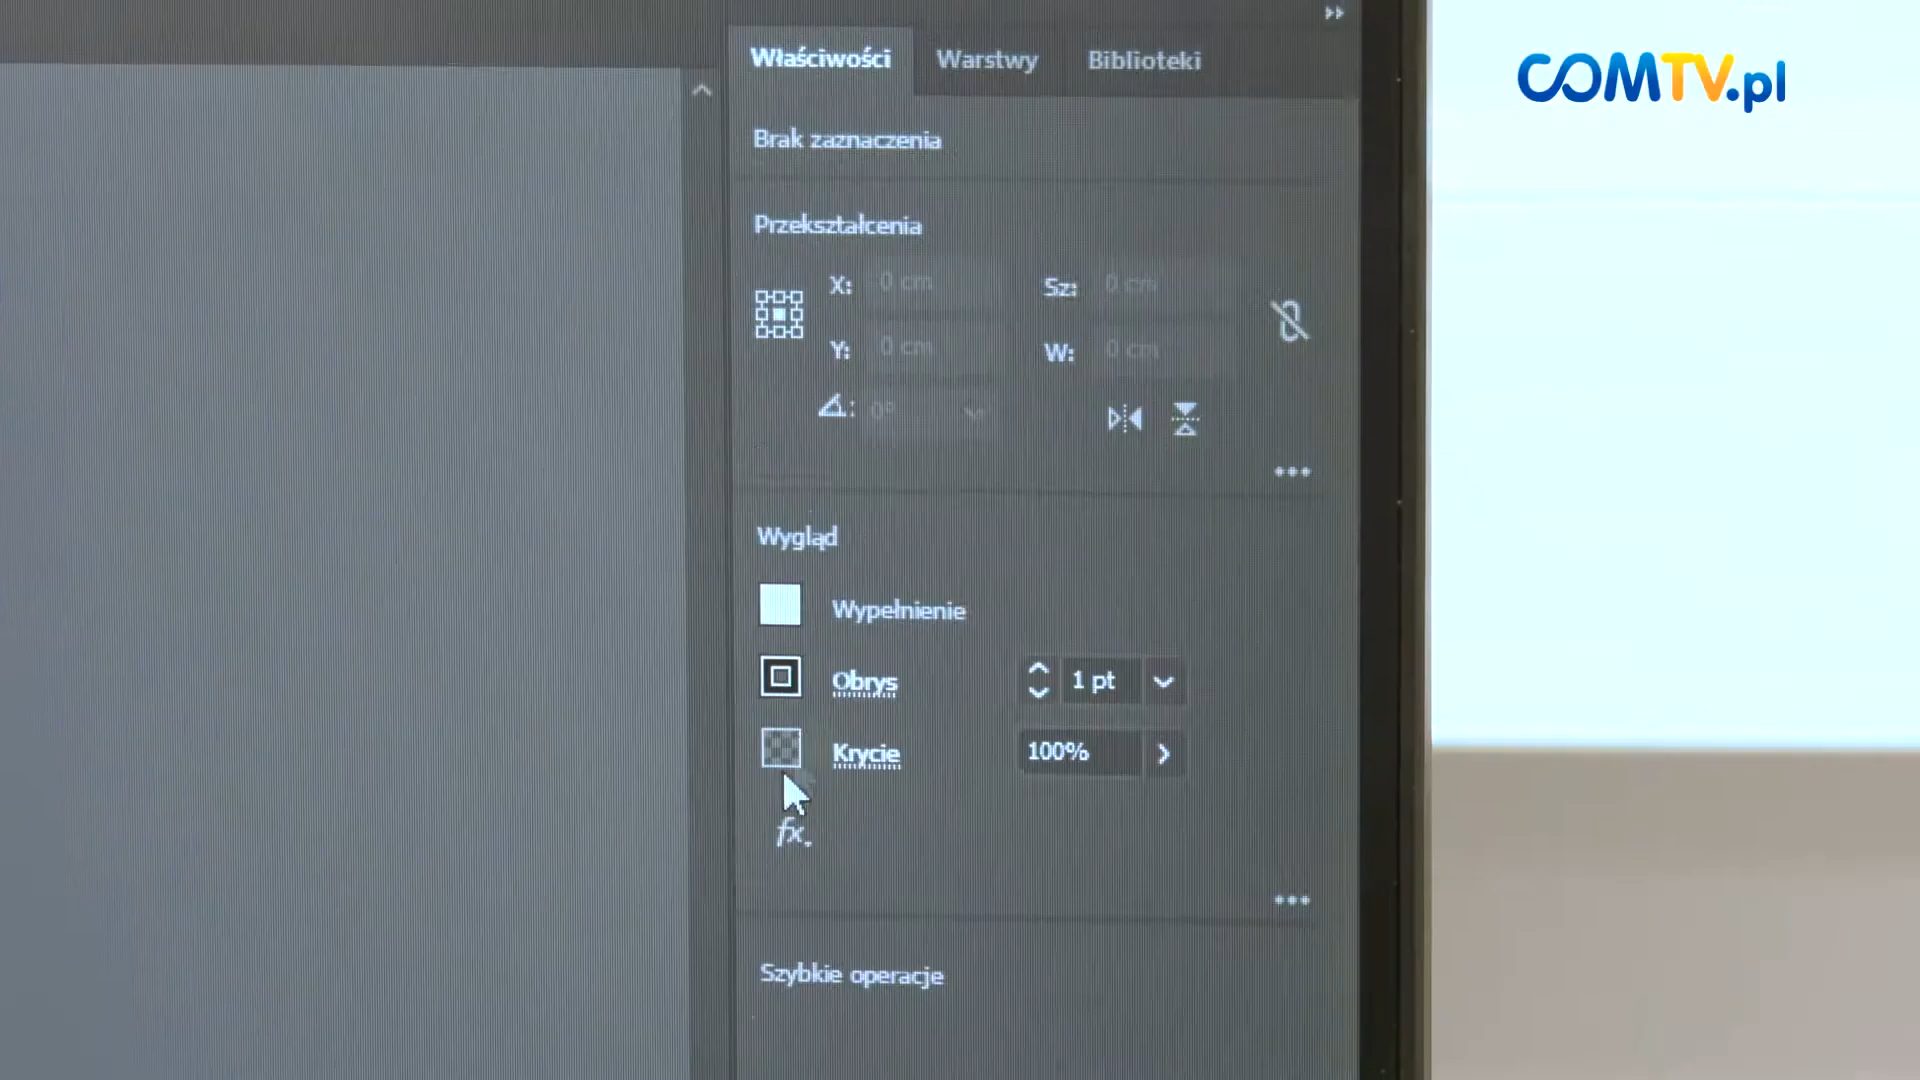 COMTV.pl
Właściwości Warstwy Biblioteki
Brak zaznaczenia
Przekształcenia
X: 0 cm Sz: 0 cm
Y: 0 cm W: 0 cm
: 0°
Wygląd
Wypełnienie
Obrys 1 pt
Krycie 100%
fx.
Szybkie operacje